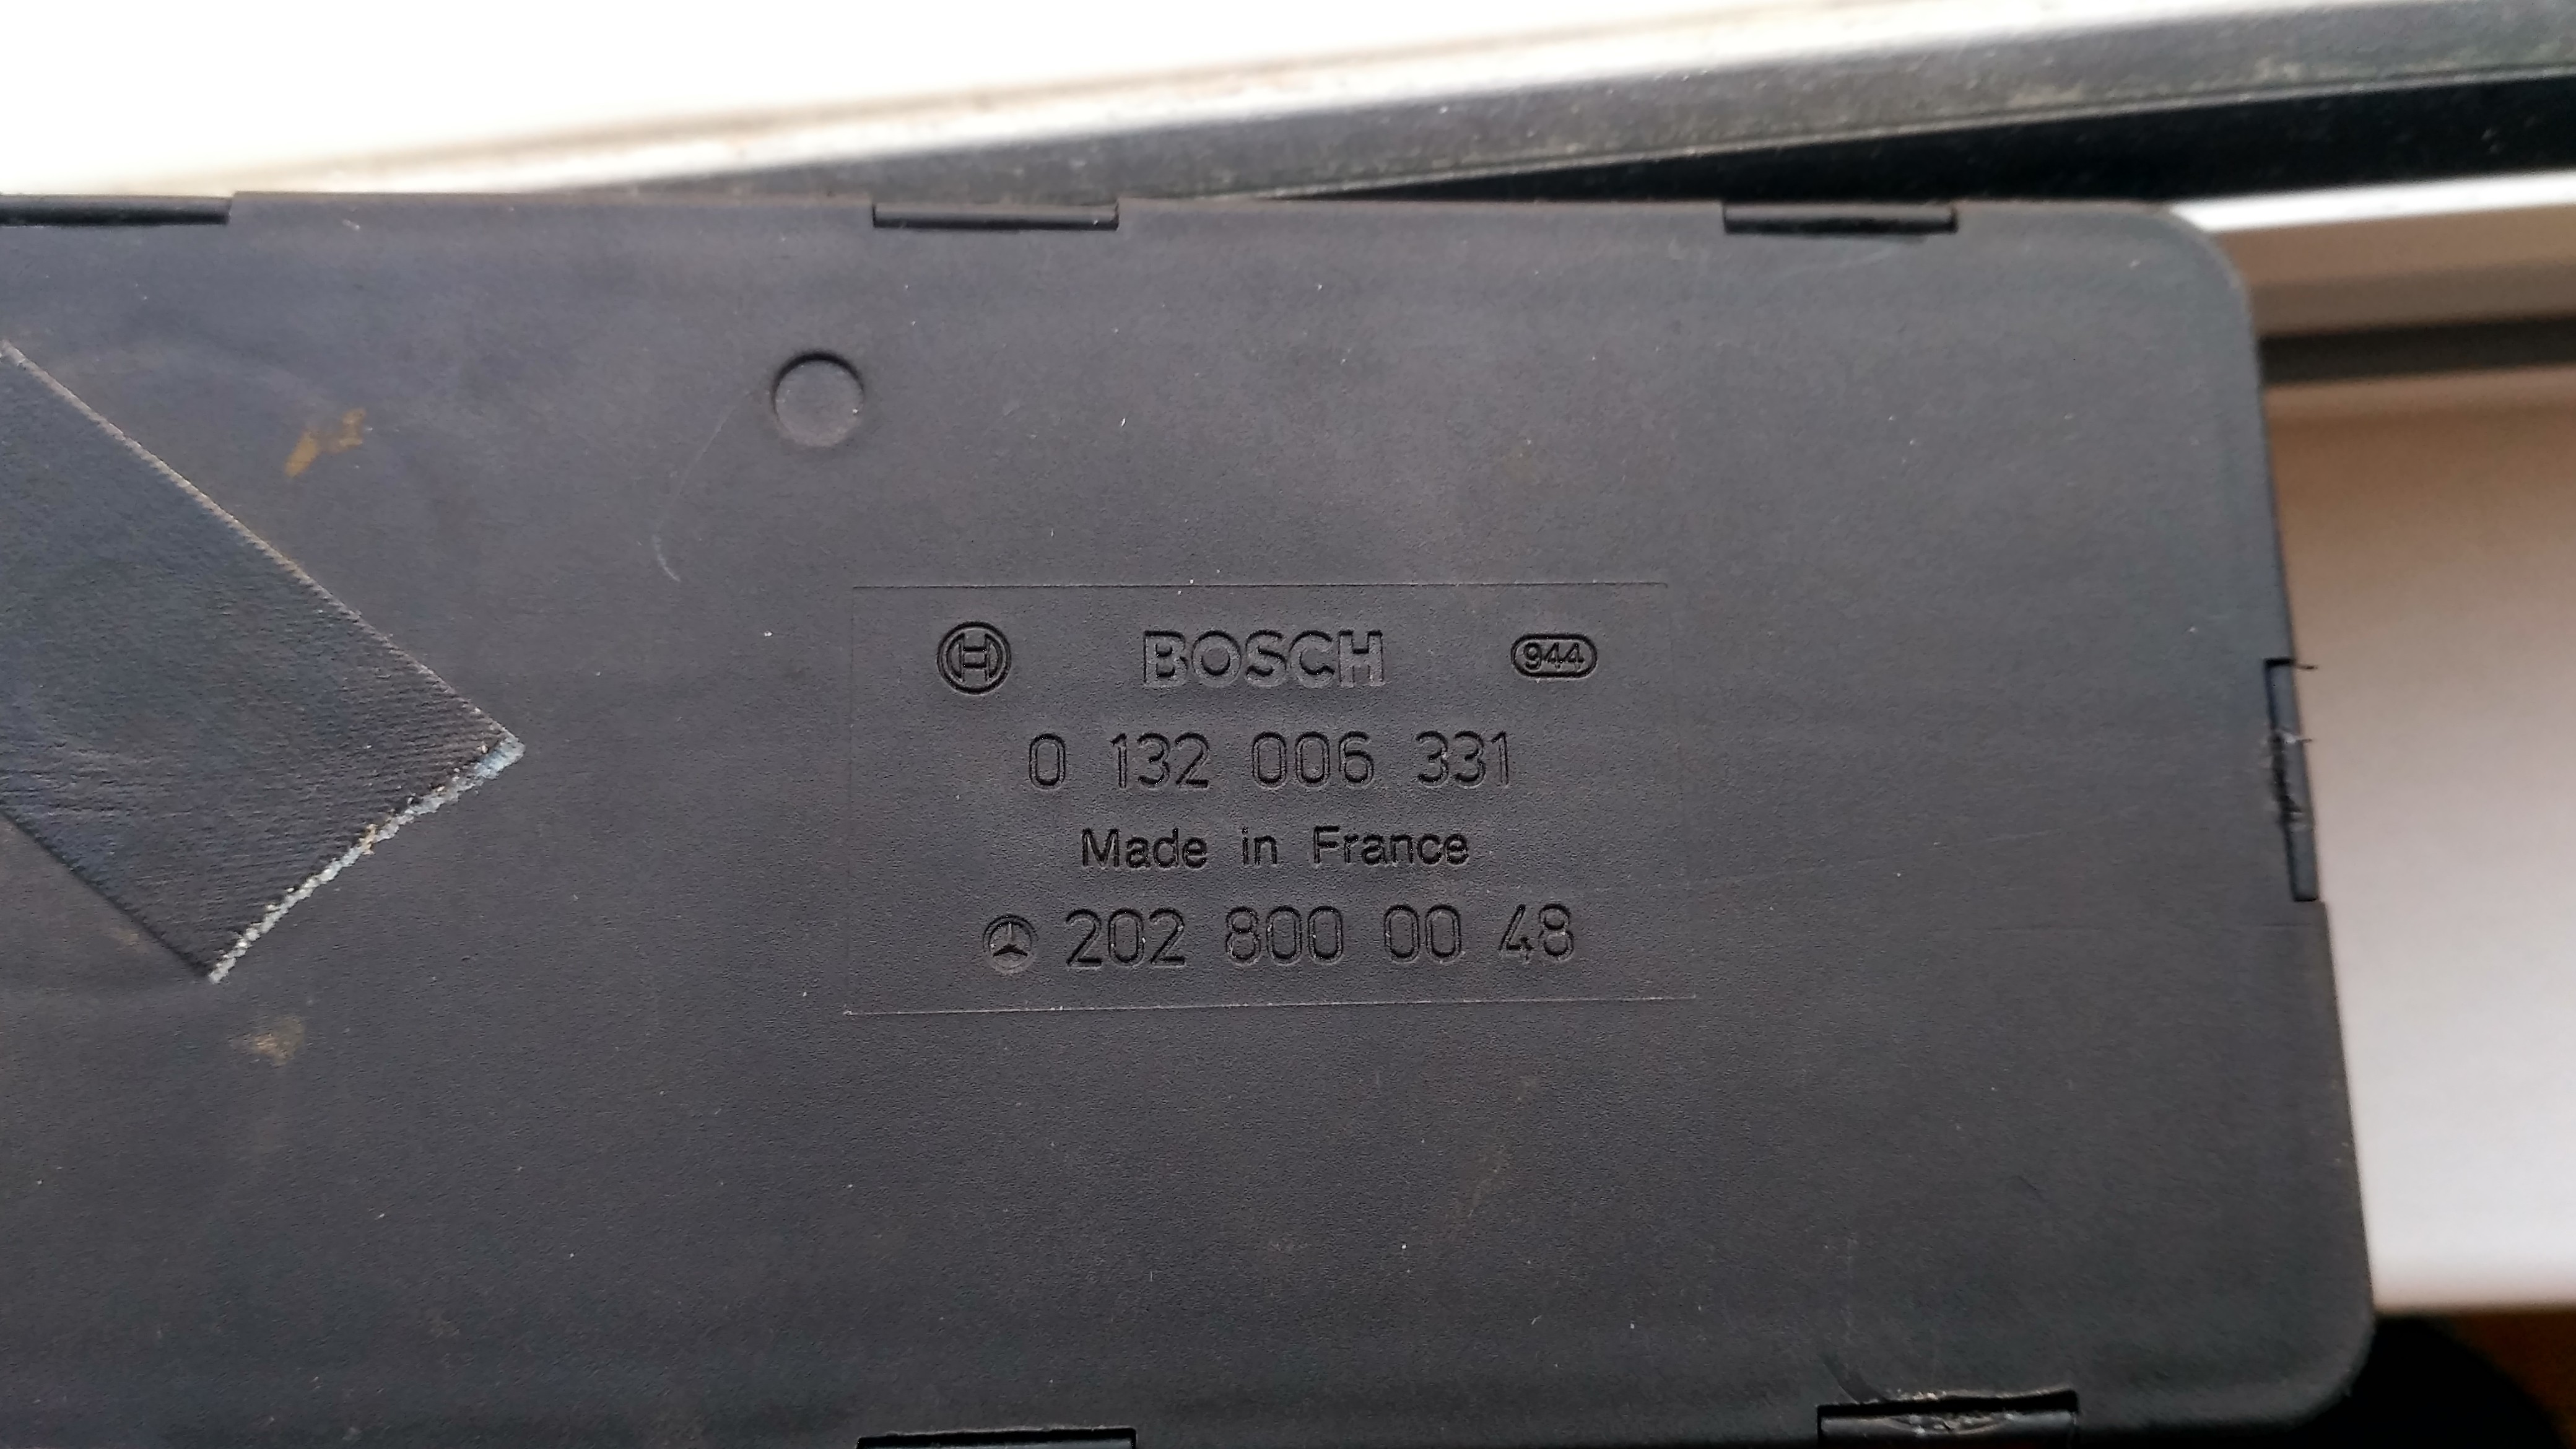 BOSCH 944
0 132 006 331
Made in France
202 800 00 48